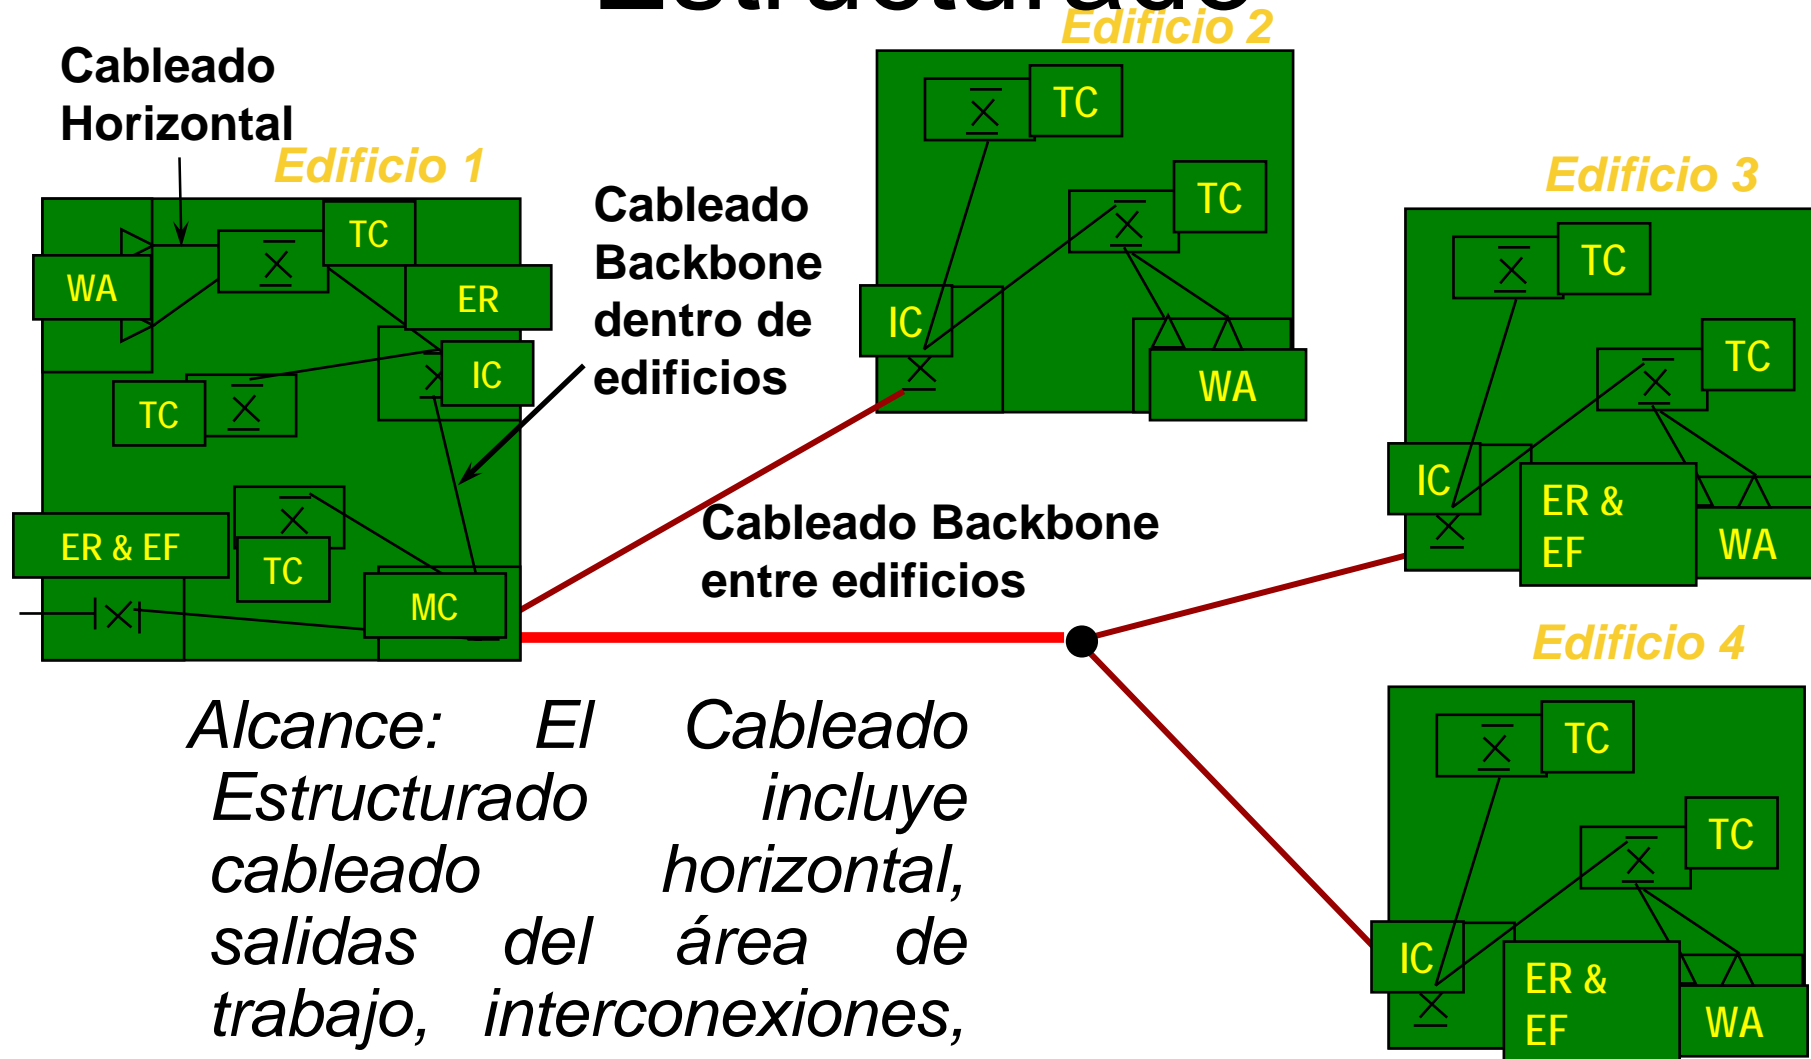 Estructurado
Edificio 2
Cableado
Horizontal
Edificio 1
TC
TC
WA
ER
IC
TC
ER & EF
TC
MC
Cableado
Backbone
dentro de
edificios
TC
IC
WA
Edificio 3
TC
TC
IC
ER &
EF
WA
Cableado Backbone
entre edificios
Edificio 4
TC
TC
IC
ER &
EF
WA
Alcance: El Cableado
Estructurado incluye
cableado horizontal,
salidas del área de
trabajo, interconexiones,